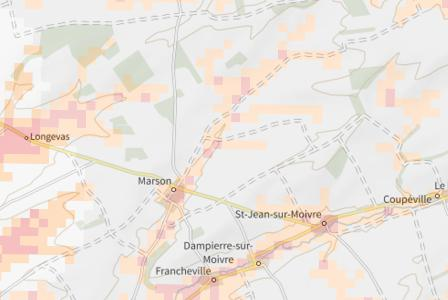 Longevas
Marson
Le
Coupéville
St-Jean-sur-Moivre
Dampierre-sur-
Moivre
Francheville